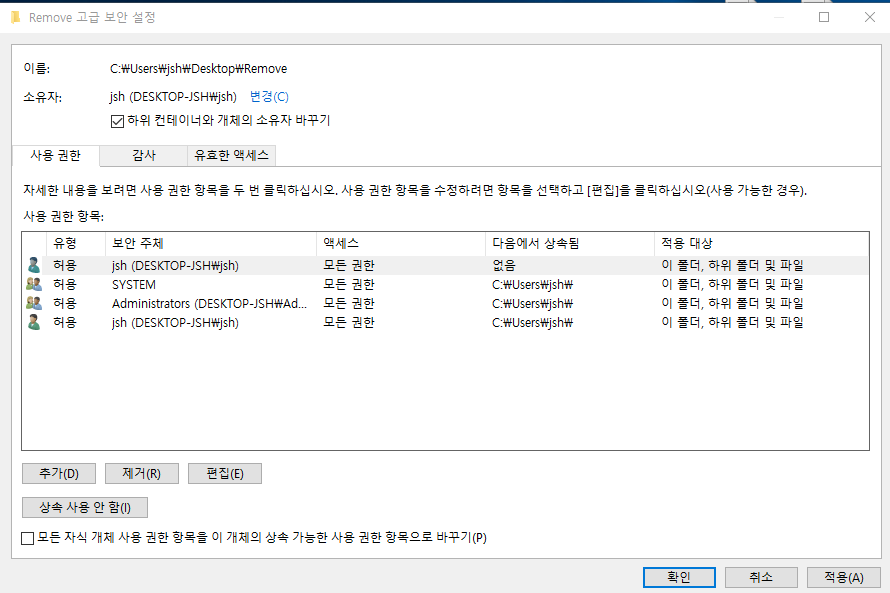 Remove 고급 보안 설정
이름: C:₩Users₩jsh₩Desktop₩Remove
소유자: jsh (DESKTOP-JSH₩jsh) 변경(C)
하위 컨테이너와 개체의 소유자 바꾸기
사용 권한 감사 유효한 액세스
자세한 내용을 보려면 사용 권한 항목을 두 번 클릭하십시오. 사용 권한 항목을 수정하려면 항목을 선택하고 [편집]을 클릭하십시오(사용 가능한 경우).
사용 권한 항목:
유형 보안 주체 액세스 다음에서 상속됨 적용 대상
허용 jsh (DESKTOP-JSH₩jsh) 모든 권한 없음 이 폴더, 하위 폴더 및 파일
허용 SYSTEM 모든 권한 C:₩Users₩jsh₩ 이 폴더, 하위 폴더 및 파일
허용 Administrators (DESKTOP-JSH₩Ad... 모든 권한 C:₩Users₩jsh₩ 이 폴더, 하위 폴더 및 파일
허용 jsh (DESKTOP-JSH₩jsh) 모든 권한 C:₩Users₩jsh₩ 이 폴더, 하위 폴더 및 파일
추가(D) 제거(R) 편집(E)
상속 사용 안 함(I)
모든 자식 개체 사용 권한 항목을 이 개체의 상속 가능한 사용 권한 항목으로 바꾸기(P)
확인 취소 적용(A)